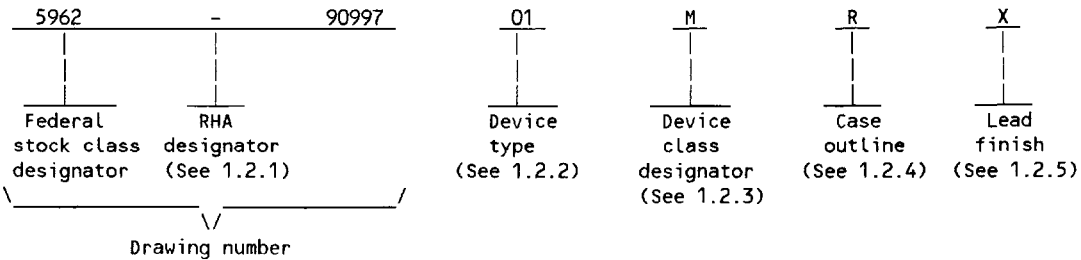 5962 - 90997 01 M R X
Federal stock class designator
RHA designator (See 1.2.1)
Device type (See 1.2.2)
Device class designator (See 1.2.3)
Case outline (See 1.2.4)
Lead finish (See 1.2.5)
Drawing number